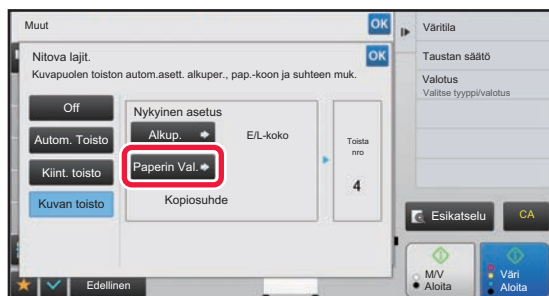 Muut
OK
Nitova lajit.
OK
Kuvapuolen toiston autom.asett. alkuper., pap.-koon ja suhteen muk.
Off
Autom. Toisto
Kiint. toisto
Kuvan toisto
Nykyinen asetus
Alkup.
E/L-koko
Paperin Val.
Kopiosuhde
Toista
nro
4
Edellinen
Väritila
Taustan säätö
Valotus
Valitse tyyppi/valotus
Esikatselu
CA
M/V
Aloita
Väri
Aloita